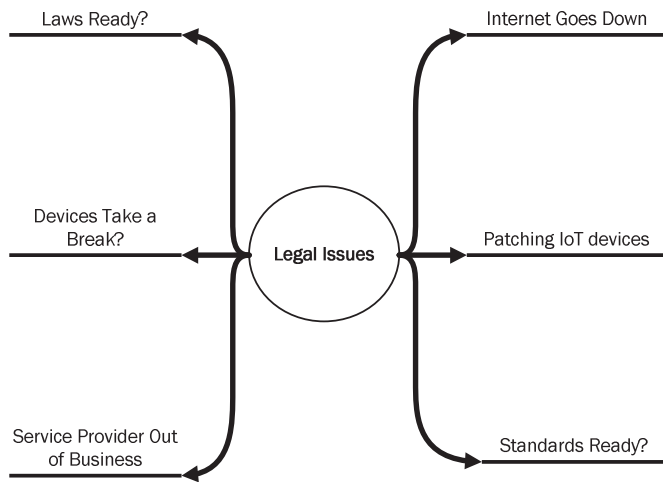 Laws Ready?
Internet Goes Down
Devices Take a
Break?
Legal Issues
Patching IoT devices
Service Provider Out
of Business
Standards Ready?